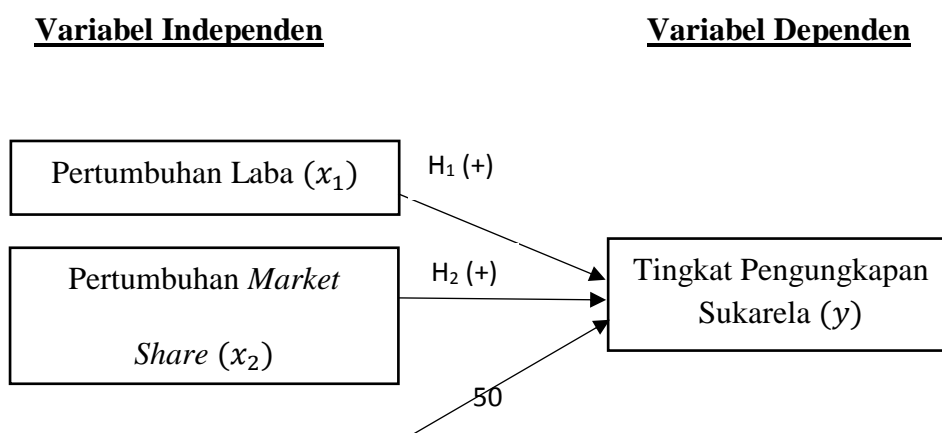 Variabel Independen
Variabel Dependen
Pertumbuhan Laba (x₁)
H₁ (+)
Pertumbuhan Market
Share (x₂)
H₂ (+)
Tingkat Pengungkapan
Sukarela (y)
50